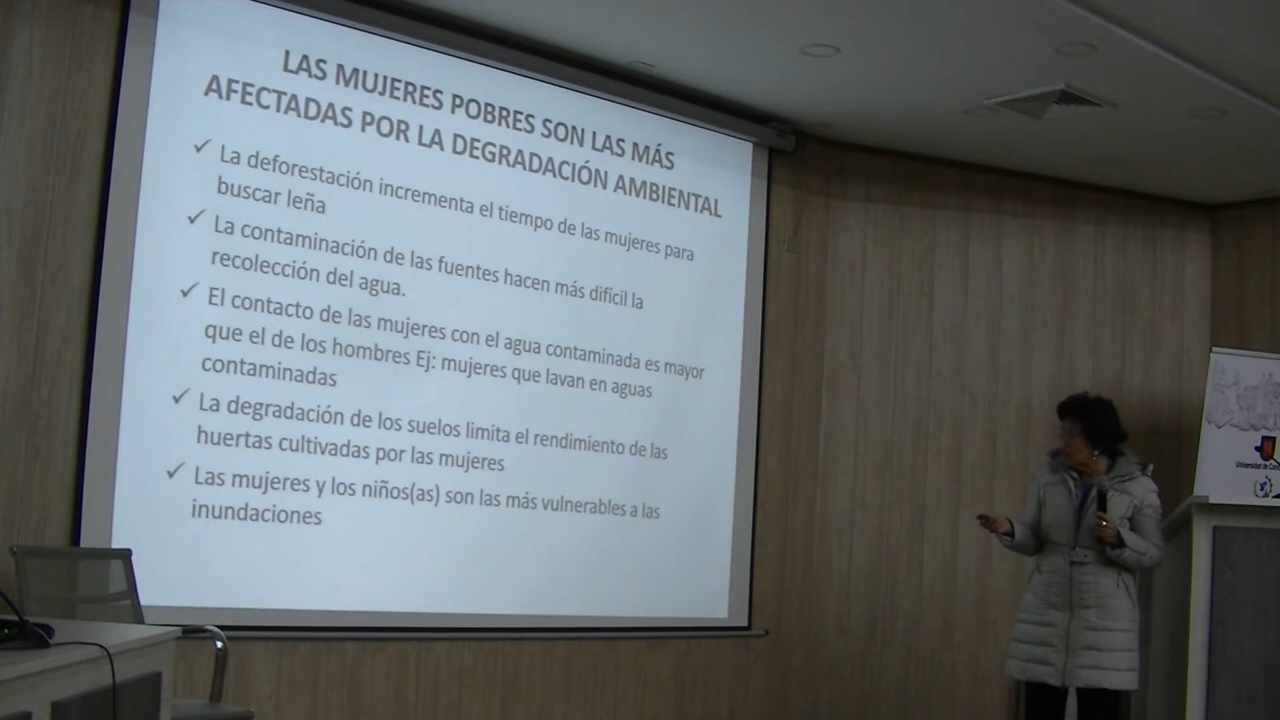 LAS MUJERES POBRES SON LAS MÁS
AFECTADAS POR LA DEGRADACIÓN AMBIENTAL
✓ La deforestación incrementa el tiempo de las mujeres para
buscar leña
✓ La contaminación de las fuentes hacen más difícil la
recolección del agua.
✓ El contacto de las mujeres con el agua contaminada es mayor
que el de los hombres Ej: mujeres que lavan en aguas
contaminadas
✓ La degradación de los suelos limita el rendimiento de las
huertas cultivadas por las mujeres
✓ Las mujeres y los niños(as) son las más vulnerables a las
inundaciones
Universidad de